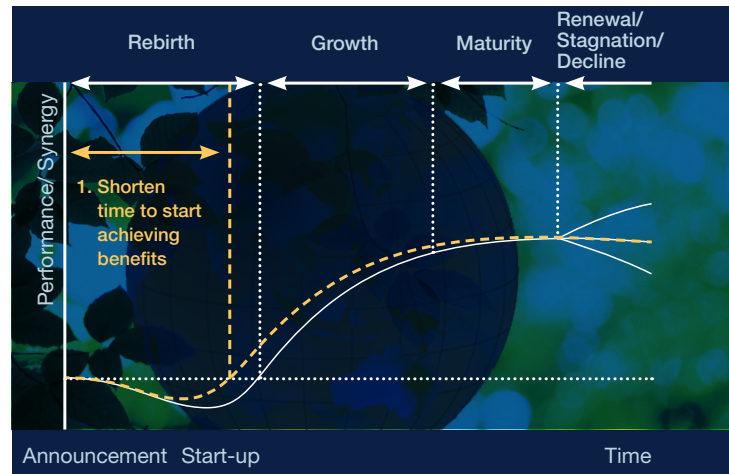 Rebirth
Growth
Maturity
Renewal/
Stagnation/
Decline
Performance/ Synergy
1. Shorten
time to start
achieving
benefits
Announcement
Start-up
Time